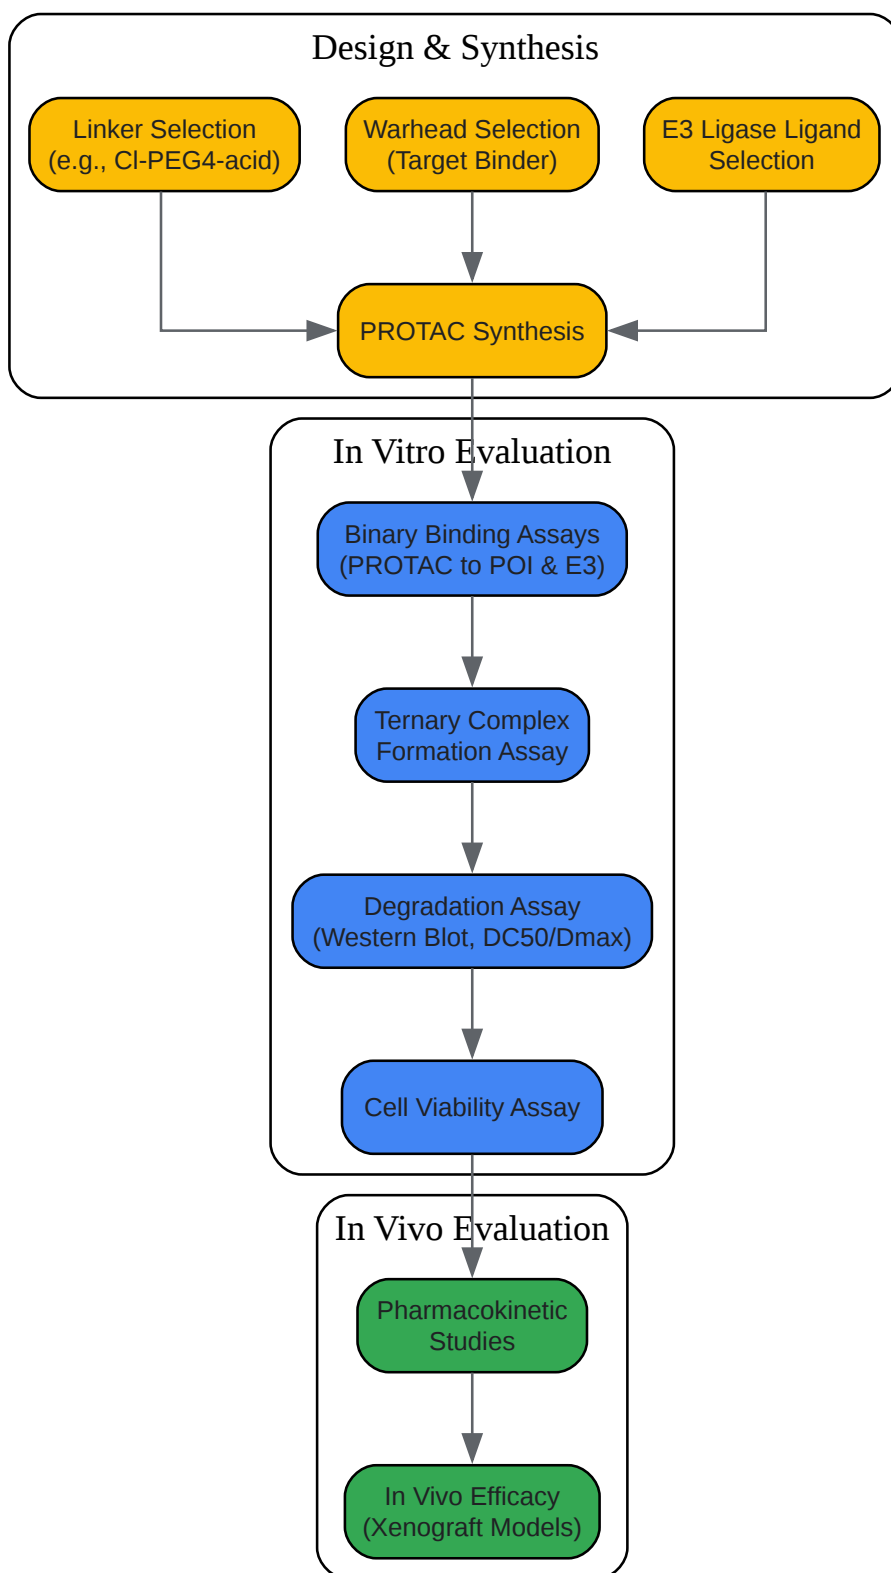 Design & Synthesis
Linker Selection
(e.g., Cl-PEG4-acid)
Warhead Selection
(Target Binder)
E3 Ligase Ligand
Selection
PROTAC Synthesis
In Vitro Evaluation
Binary Binding Assays
(PROTAC to POI & E3)
Ternary Complex
Formation Assay
Degradation Assay
(Western Blot, DC50/Dmax)
Cell Viability Assay
In Vivo Evaluation
Pharmacokinetic
Studies
In Vivo Efficacy
(Xenograft Models)